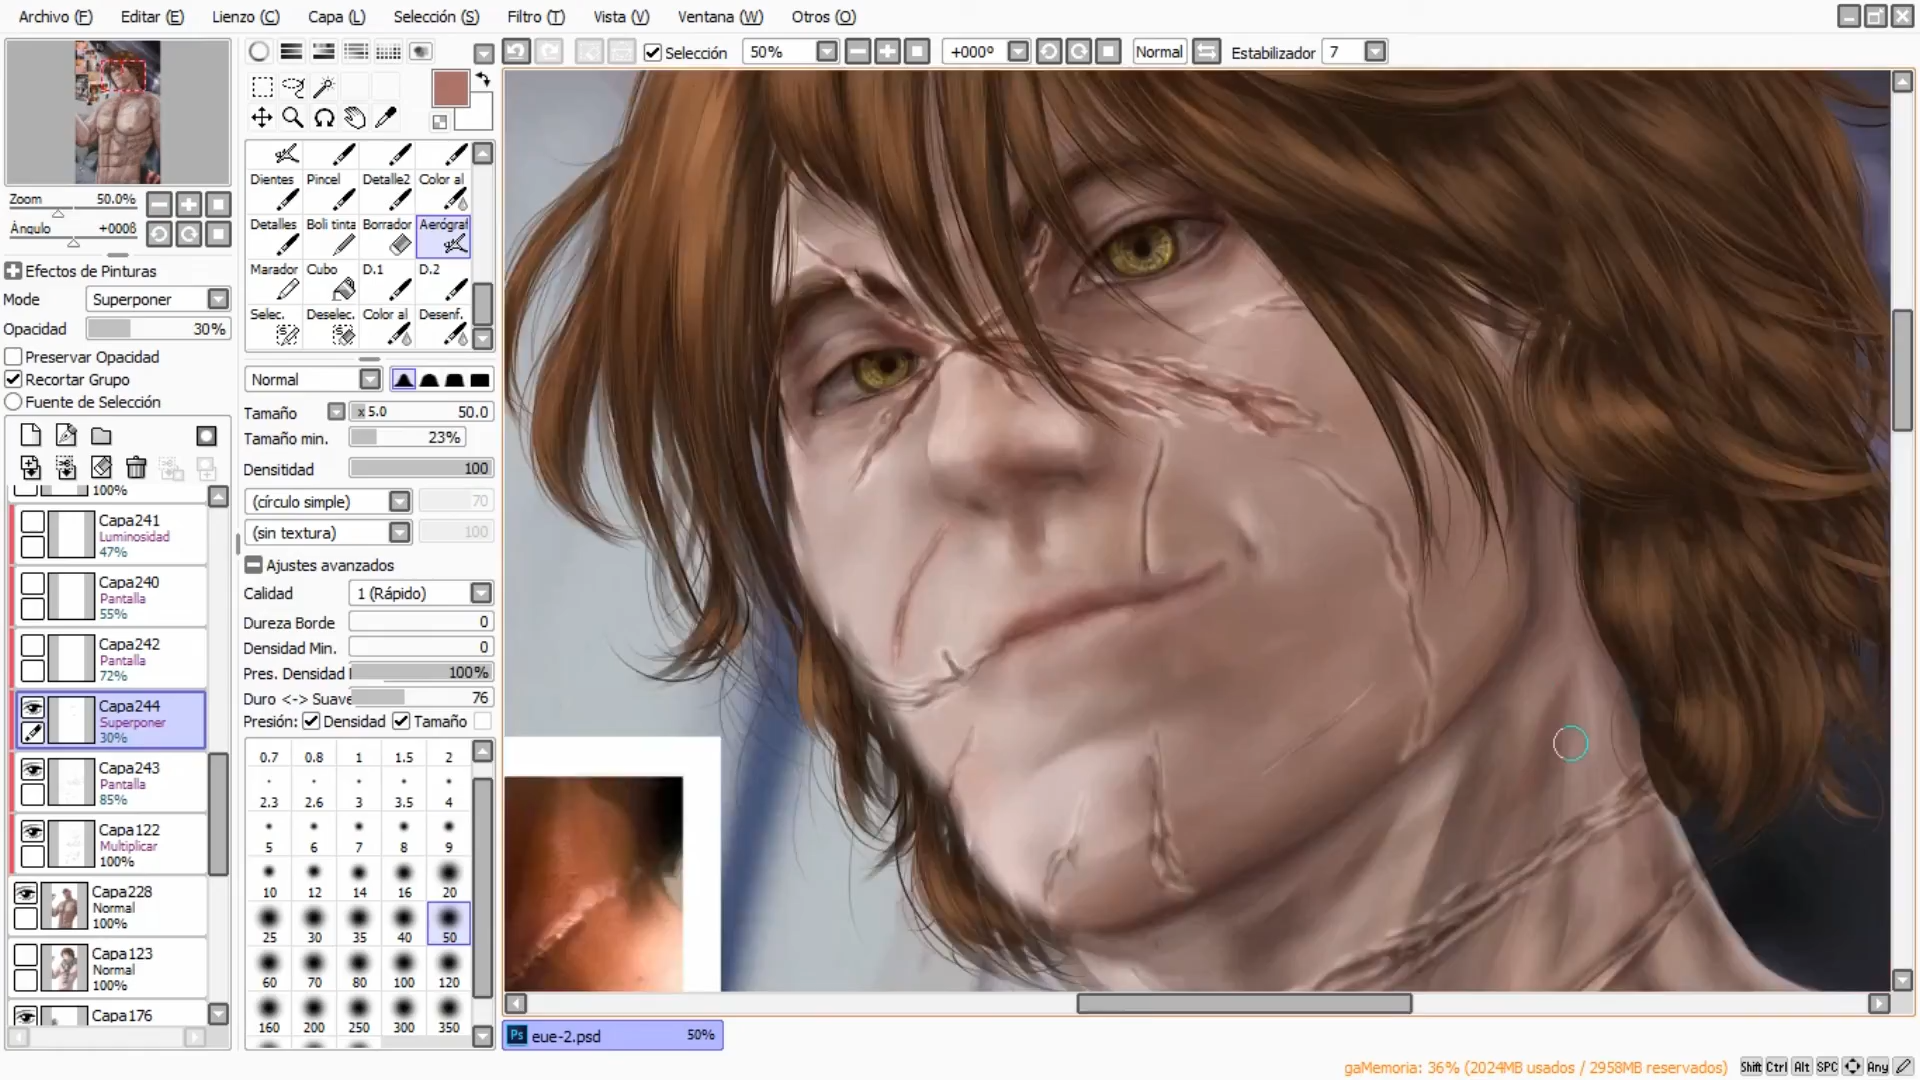 Archivo (F) Editar (E) Lienzo (C) Capa (L) Selección (S) Filtro (T) Vista (V) Ventana (W) Otros (O)
Selección 50% +000º Normal Estabilizador 7
Zoom 50.0%
Ángulo +0008
Efectos de Pinturas
Mode Superponer
Opacidad 30%
Preservar Opacidad
Recortar Grupo
Fuente de Selección
100%
Capa241
Luminosidad
47%
Capa240
Pantalla
55%
Capa242
Pantalla
72%
Capa244
Superponer
30%
Capa243
Pantalla
85%
Capa122
Multiplicar
100%
Capa228
Normal
100%
Capa123
Normal
100%
Capa176
Dientes Pincel Detalle2 Color al
Detalles Boli tinta Borrador Aerógraf
Marador Cubo D.1 D.2
Selec. Deselec. Color al Desenf.
Normal
Tamaño x 5.0 50.0
Tamaño min. 23%
Densitidad 100
(círculo simple) 70
(sin textura) 100
Ajustes avanzados
Calidad 1 (Rápido)
Dureza Borde 0
Densidad Min. 0
Pres. Densidad 100%
Duro <-> Suave 76
Presión: Densidad Tamaño
0.7 0.8 1 1.5 2
2.3 2.6 3 3.5 4
5 6 7 8 9
10 12 14 16 20
25 30 35 40 50
60 70 80 100 120
160 200 250 300 350
Ps eue-2.psd 50%
gaMemoria: 36% (2024MB usados / 2958MB reservados) Shift Ctrl Alt SPC Any